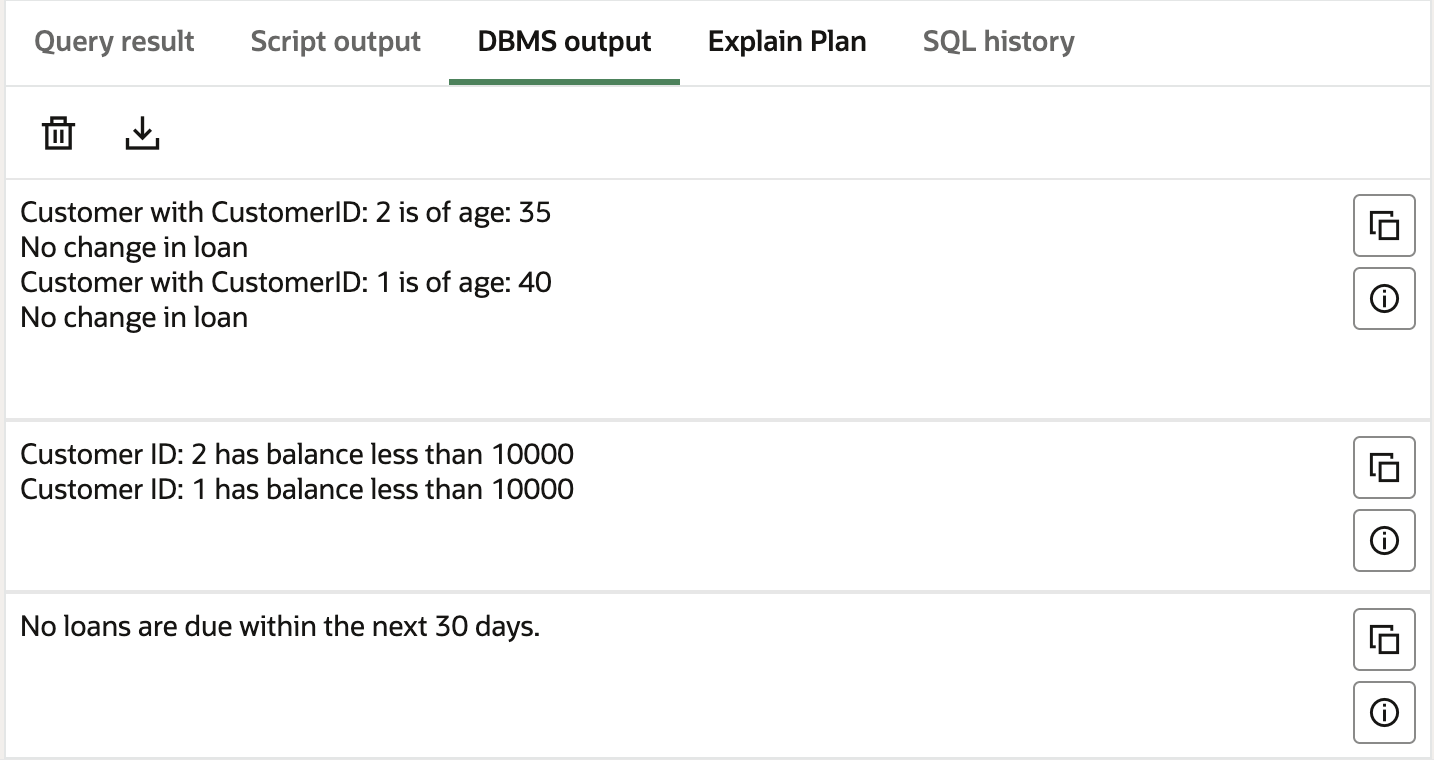 Query result Script output DBMS output Explain Plan SQL history
Customer with CustomerID: 2 is of age: 35
No change in loan
Customer with CustomerID: 1 is of age: 40
No change in loan
Customer ID: 2 has balance less than 10000
Customer ID: 1 has balance less than 10000
No loans are due within the next 30 days.